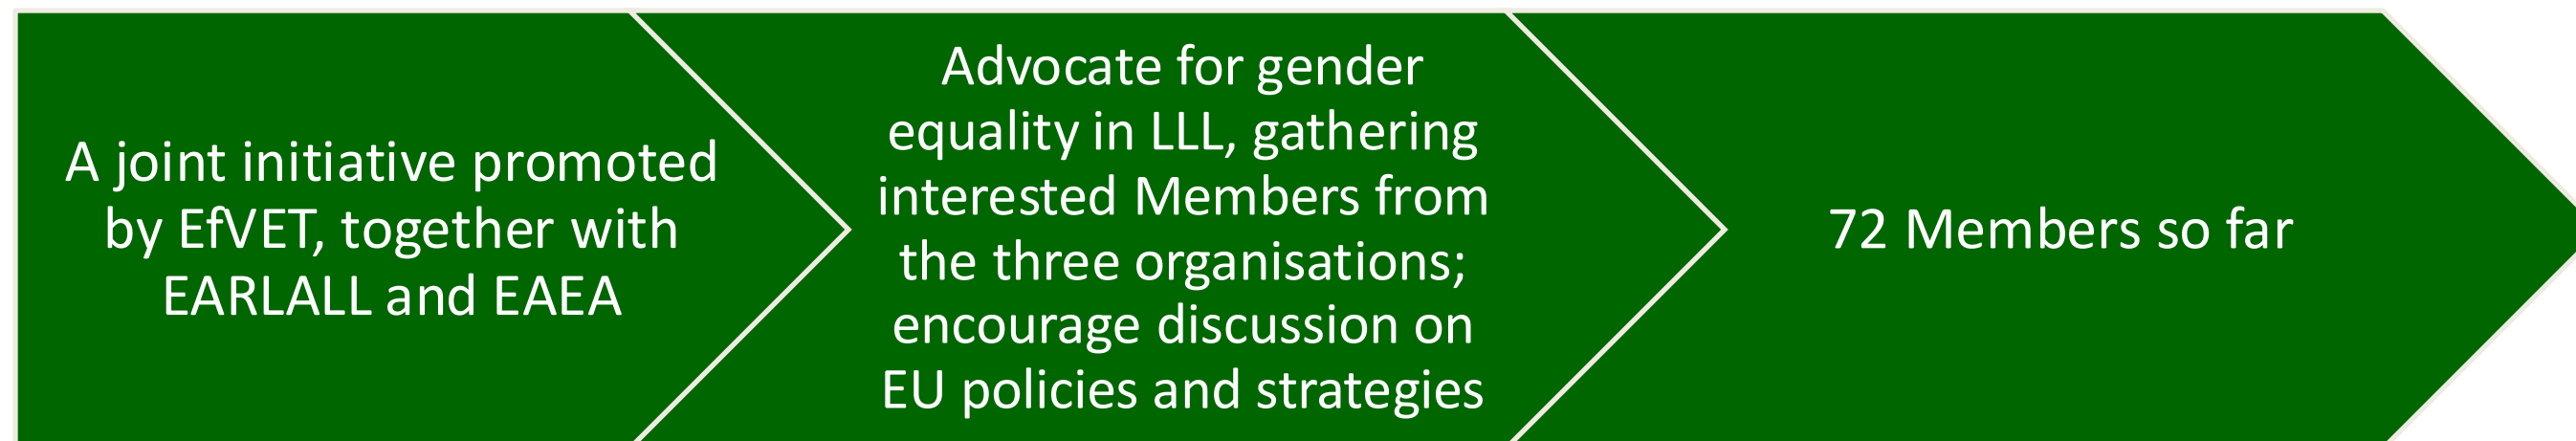 A joint initiative promoted
by EfVET, together with
EARLALL and EAEA
Advocate for gender
equality in LLL, gathering
interested Members from
the three organisations;
encourage discussion on
EU policies and strategies
72 Members so far